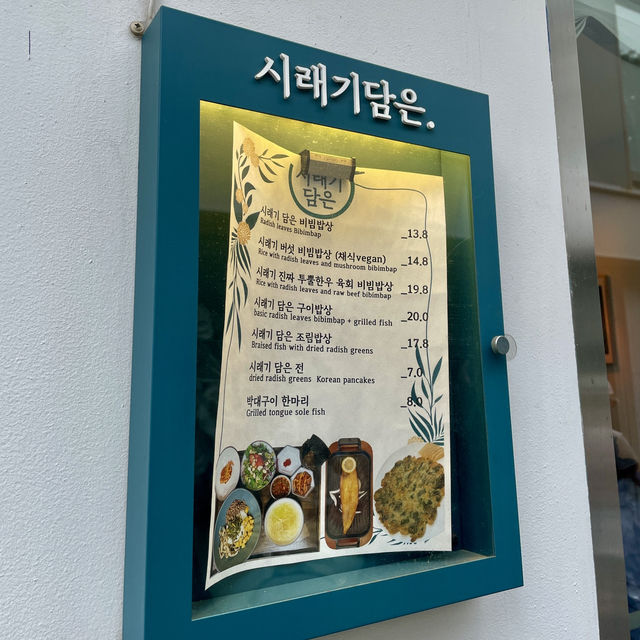 시래기담은.
시래기
담은
시래기 담은 비빔밥상
Radish leaves Bibimbap
_13.8
시래기 버섯 비빔밥상 (채식vegan)
Rice with radish leaves and mushroom bibimbap
_14.8
시래기 진짜 투뿔한우 육회 비빔밥상
Rice with radish leaves and raw beef bibimbap
_19.8
시래기 담은 구이밥상
basic radish leaves bibimbap + grilled fish
_20.0
시래기 담은 조림밥상
Braised fish with dried radish greens
_17.8
시래기 담은 전
dried radish greens Korean pancakes
_7.0
박대구이 한마리
Grilled tongue sole fish
_8.0